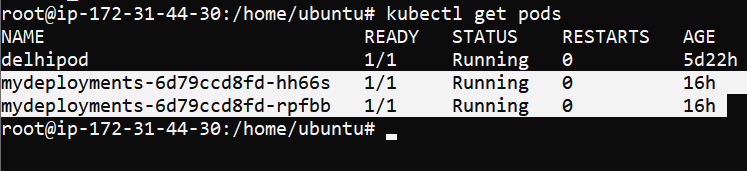 root@ip-172-31-44-30:/home/ubuntu# kubectl get pods
NAME READY STATUS RESTARTS AGE
delhipod 1/1 Running 0 5d22h
mydeployments-6d79ccd8fd-hh66s 1/1 Running 0 16h
mydeployments-6d79ccd8fd-rpfbb 1/1 Running 0 16h
root@ip-172-31-44-30:/home/ubuntu#